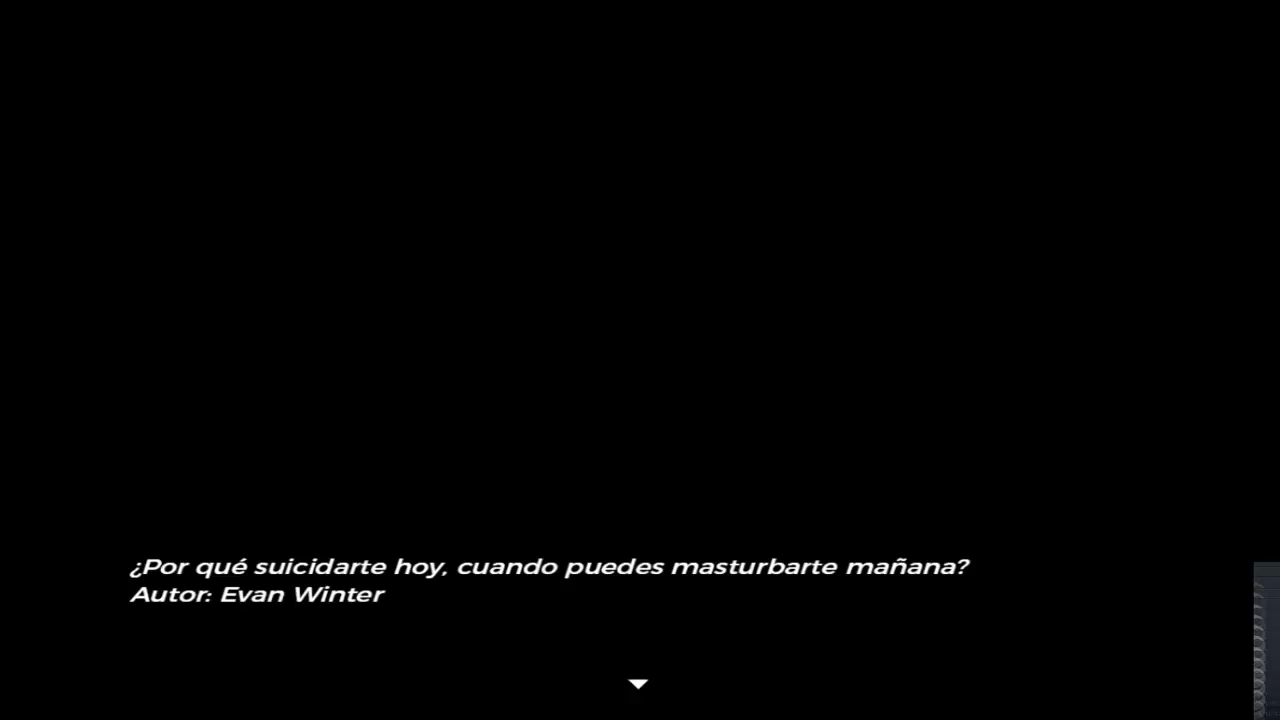 ¿Por qué suicidarte hoy, cuando puedes masturbarte mañana?
Autor: Evan Winter